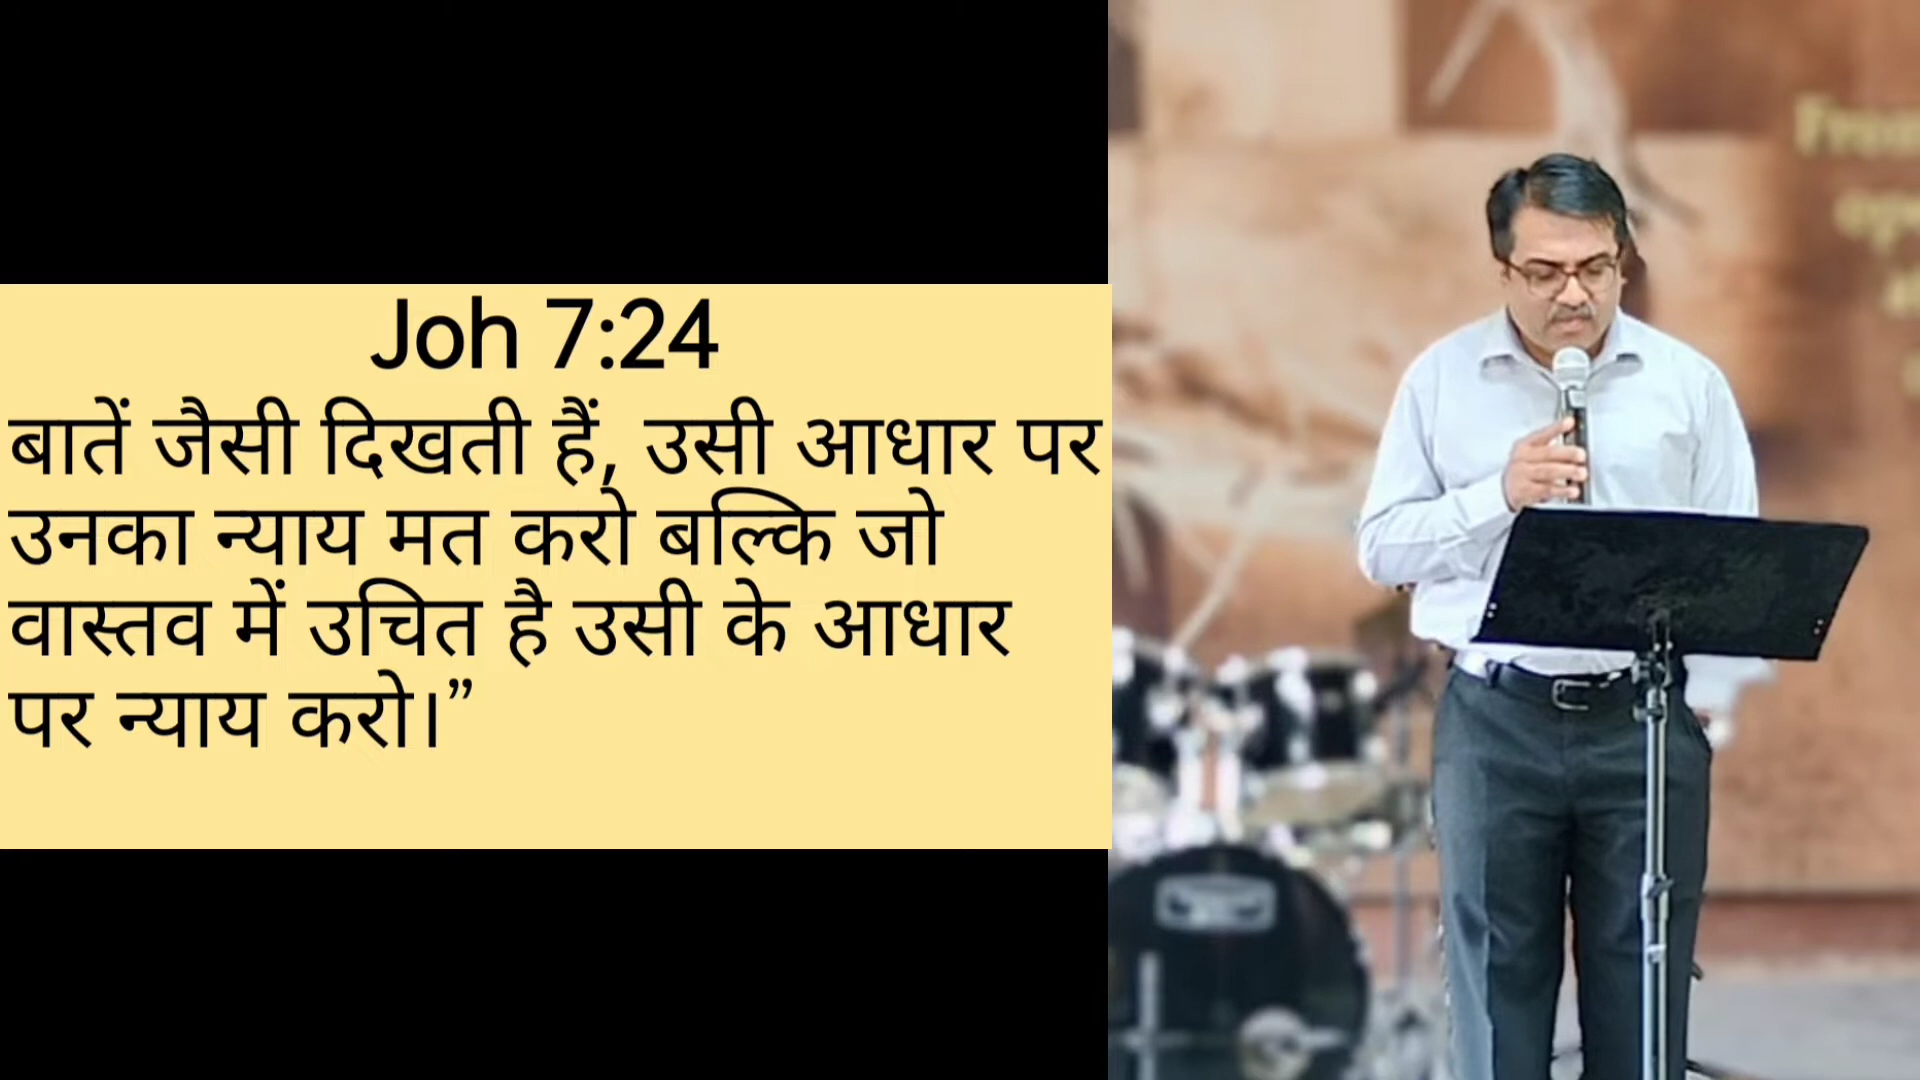 Joh 7:24
बातें जैसी दिखती हैं, उसी आधार पर
उनका न्याय मत करो बल्कि जो
वास्तव में उचित है उसी के आधार
पर न्याय करो।”